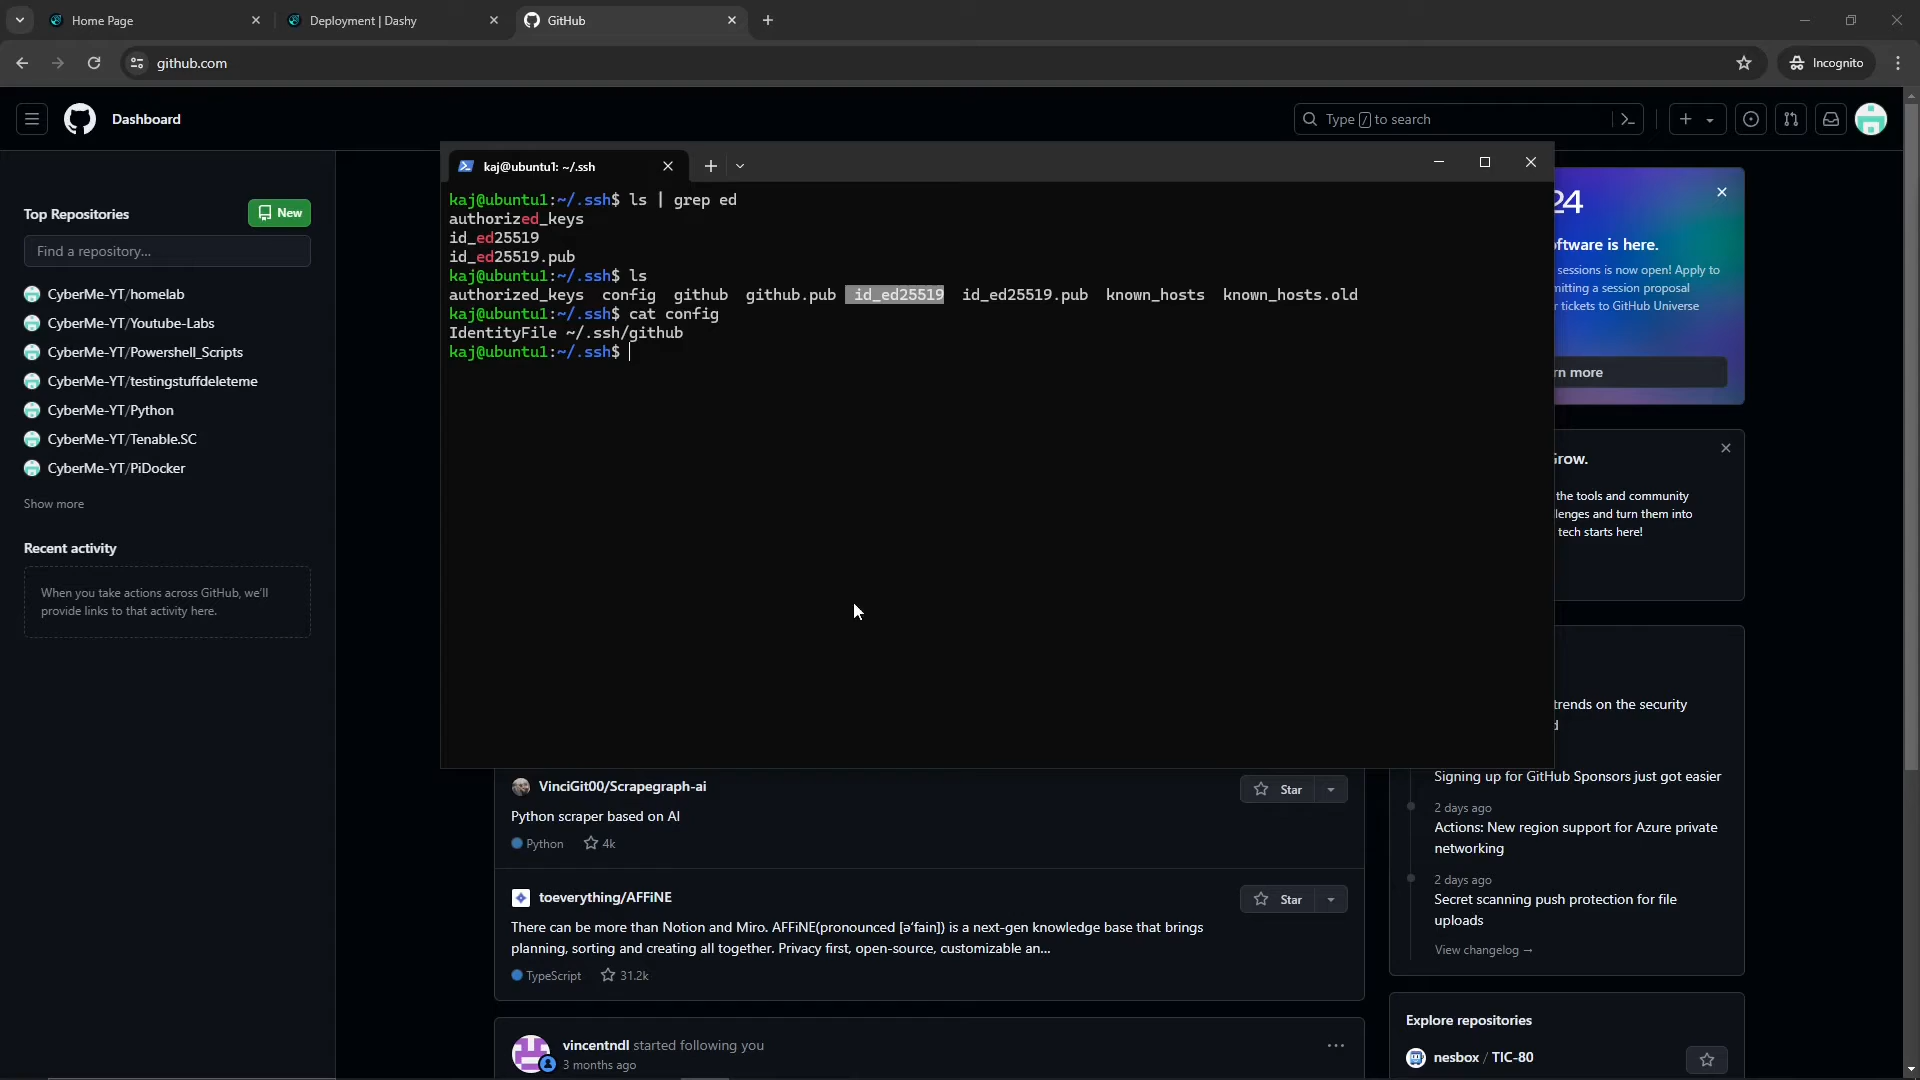 Home Page
Deployment | Dashy
GitHub
github.com
Incognito
Dashboard
Type / to search
kaj@ubuntu1: ~/.ssh
Top Repositories
New
Find a repository...
CyberMe-YT/homelab
CyberMe-YT/Youtube-Labs
CyberMe-YT/Powershell_Scripts
CyberMe-YT/testingstuffdeleteme
CyberMe-YT/Python
CyberMe-YT/Tenable.SC
CyberMe-YT/PiDocker
Show more
Recent activity
When you take actions across GitHub, we'll
provide links to that activity here.
kaj@ubuntu1:~/.ssh$ ls | grep ed
authorized_keys
id_ed25519
id_ed25519.pub
kaj@ubuntu1:~/.ssh$ ls
authorized_keys config github github.pub id_ed25519 id_ed25519.pub known_hosts known_hosts.old
kaj@ubuntu1:~/.ssh$ cat config
IdentityFile ~/.ssh/github
kaj@ubuntu1:~/.ssh$
24
ftware is here.
sessions is now open! Apply to
mitting a session proposal
r tickets to GitHub Universe
rn more
Grow.
the tools and community
lenges and turn them into
tech starts here!
trends on the security
d
Signing up for GitHub Sponsors just got easier
2 days ago
Actions: New region support for Azure private
networking
2 days ago
Secret scanning push protection for file
uploads
View changelog →
Explore repositories
nesbox / TIC-80
VinciGit00/Scrapegraph-ai
Star
Python scraper based on AI
Python 4k
toeverything/AFFiNE
Star
There can be more than Notion and Miro. AFFiNE(pronounced [ə'fain]) is a next-gen knowledge base that brings
planning, sorting and creating all together. Privacy first, open-source, customizable an...
TypeScript 31.2k
vincentndl started following you
3 months ago